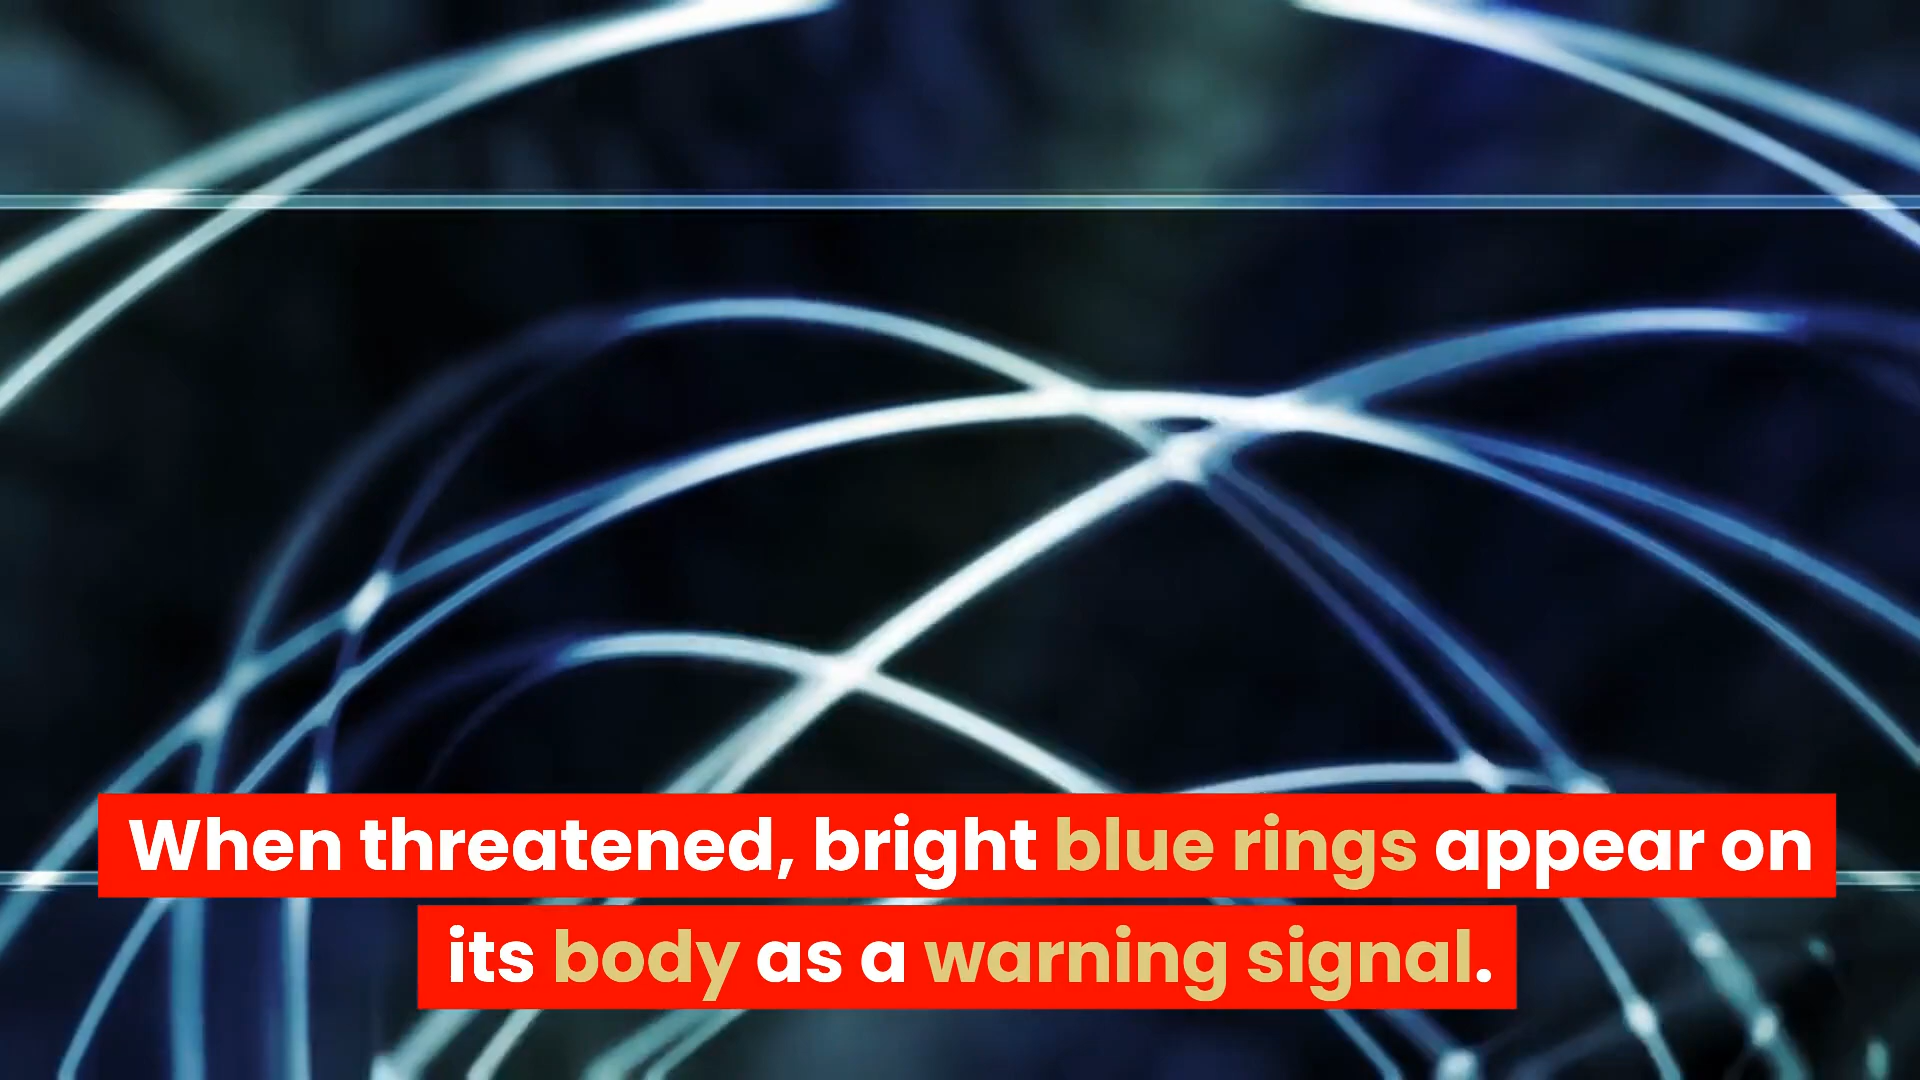 When threatened, bright blue rings appear on
its body as a warning signal.